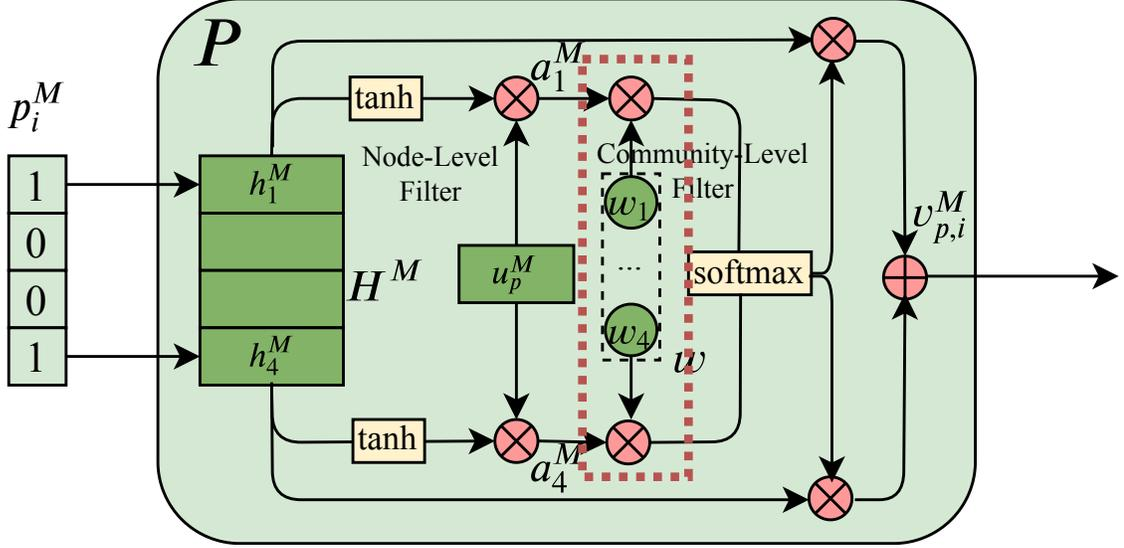 P
p_i^M
1
0
0
1
h_1^M
h_4^M
H^M
tanh
tanh
Node-Level
Filter
u_p^M
a_1^M
a_4^M
Community-Level
Filter
w_1
...
w_4
w
softmax
v_{p,i}^M